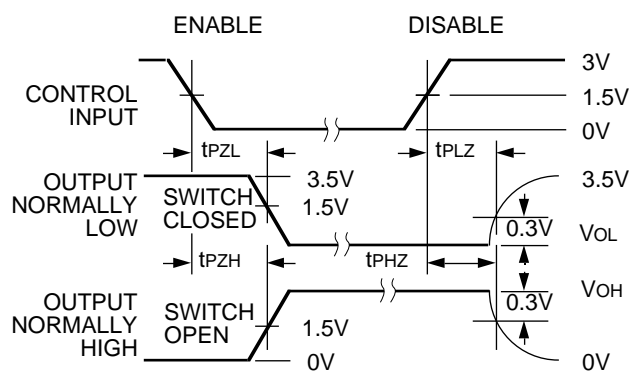 ENABLE DISABLE
3V
CONTROL
INPUT
1.5V
0V
tPZL tPLZ
OUTPUT
NORMALLY
LOW
SWITCH
CLOSED
3.5V
1.5V
3.5V
0.3V
VOL
tPZH tPHZ
OUTPUT
NORMALLY
HIGH
SWITCH
OPEN
1.5V
0V
0.3V
VOH
0V